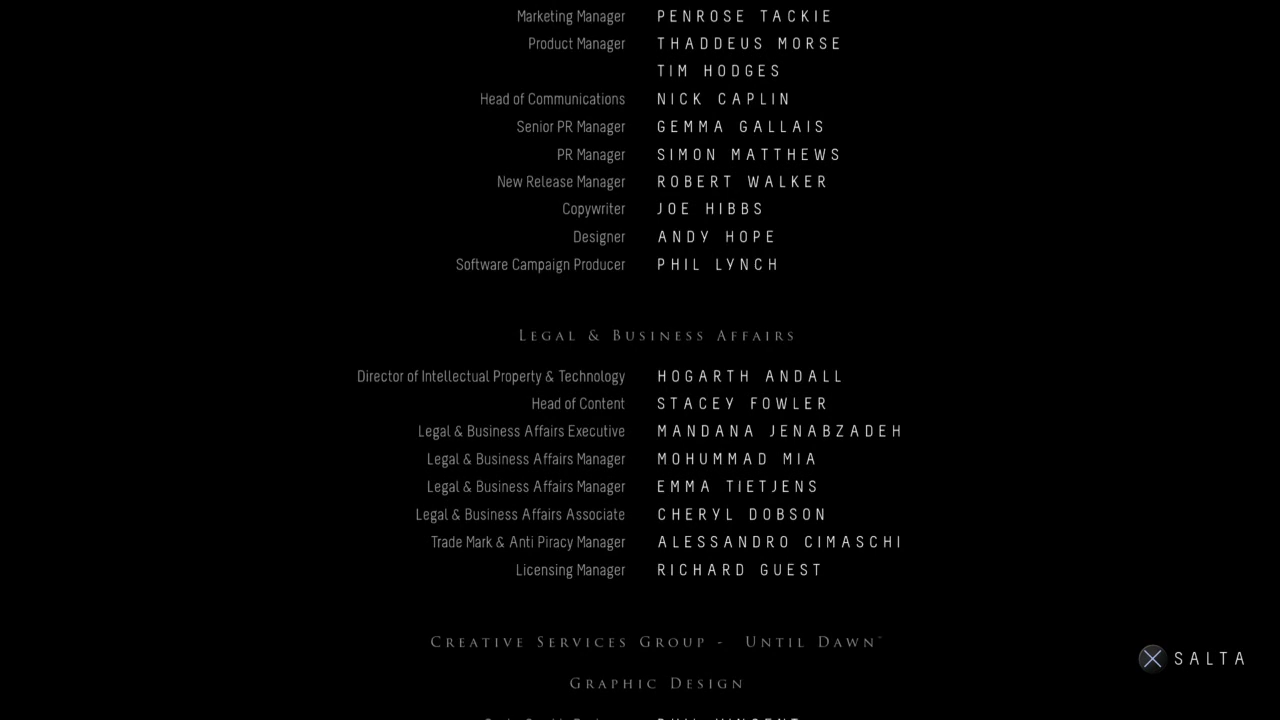 Marketing Manager PENROSE TACKIE
Product Manager THADDEUS MORSE
TIM HODGES
Head of Communications NICK CAPLIN
Senior PR Manager GEMMA GALLAIS
PR Manager SIMON MATTHEWS
New Release Manager ROBERT WALKER
Copywriter JOE HIBBS
Designer ANDY HOPE
Software Campaign Producer PHIL LYNCH
LEGAL & BUSINESS AFFAIRS
Director of Intellectual Property & Technology HOGARTH ANDALL
Head of Content STACEY FOWLER
Legal & Business Affairs Executive MANDANA JENABZADEH
Legal & Business Affairs Manager MOHUMMAD MIA
Legal & Business Affairs Manager EMMA TIETJENS
Legal & Business Affairs Associate CHERYL DOBSON
Trade Mark & Anti Piracy Manager ALESSANDRO CIMASCHI
Licensing Manager RICHARD GUEST
CREATIVE SERVICES GROUP - UNTIL DAWN™
SALTA
GRAPHIC DESIGN